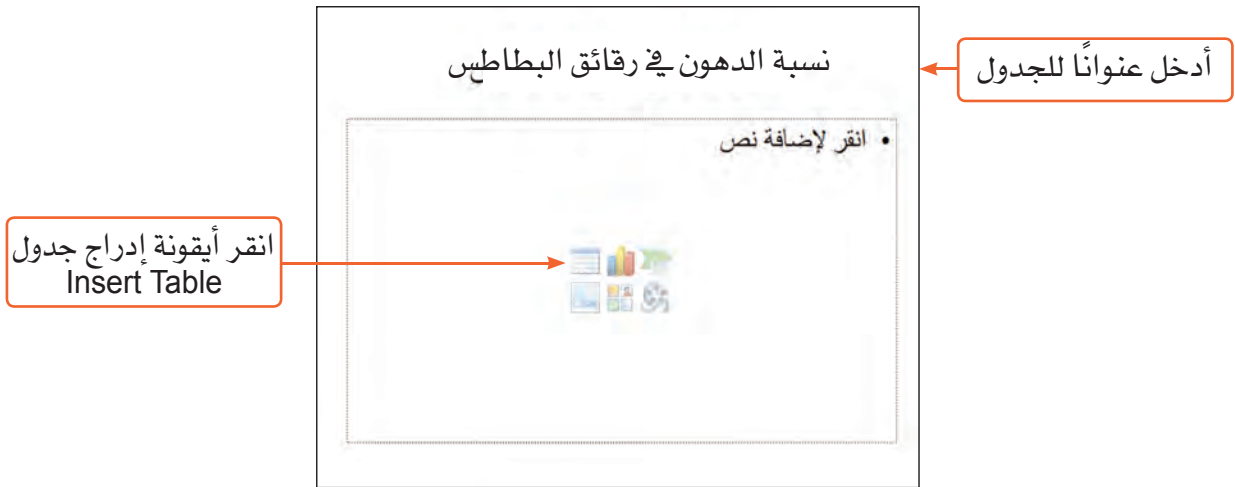 نسبة الدهون في رقائق البطاطس
أدخل عنوانًا للجدول
• انقر لإضافة نص
انقر أيقونة إدراج جدول
Insert Table